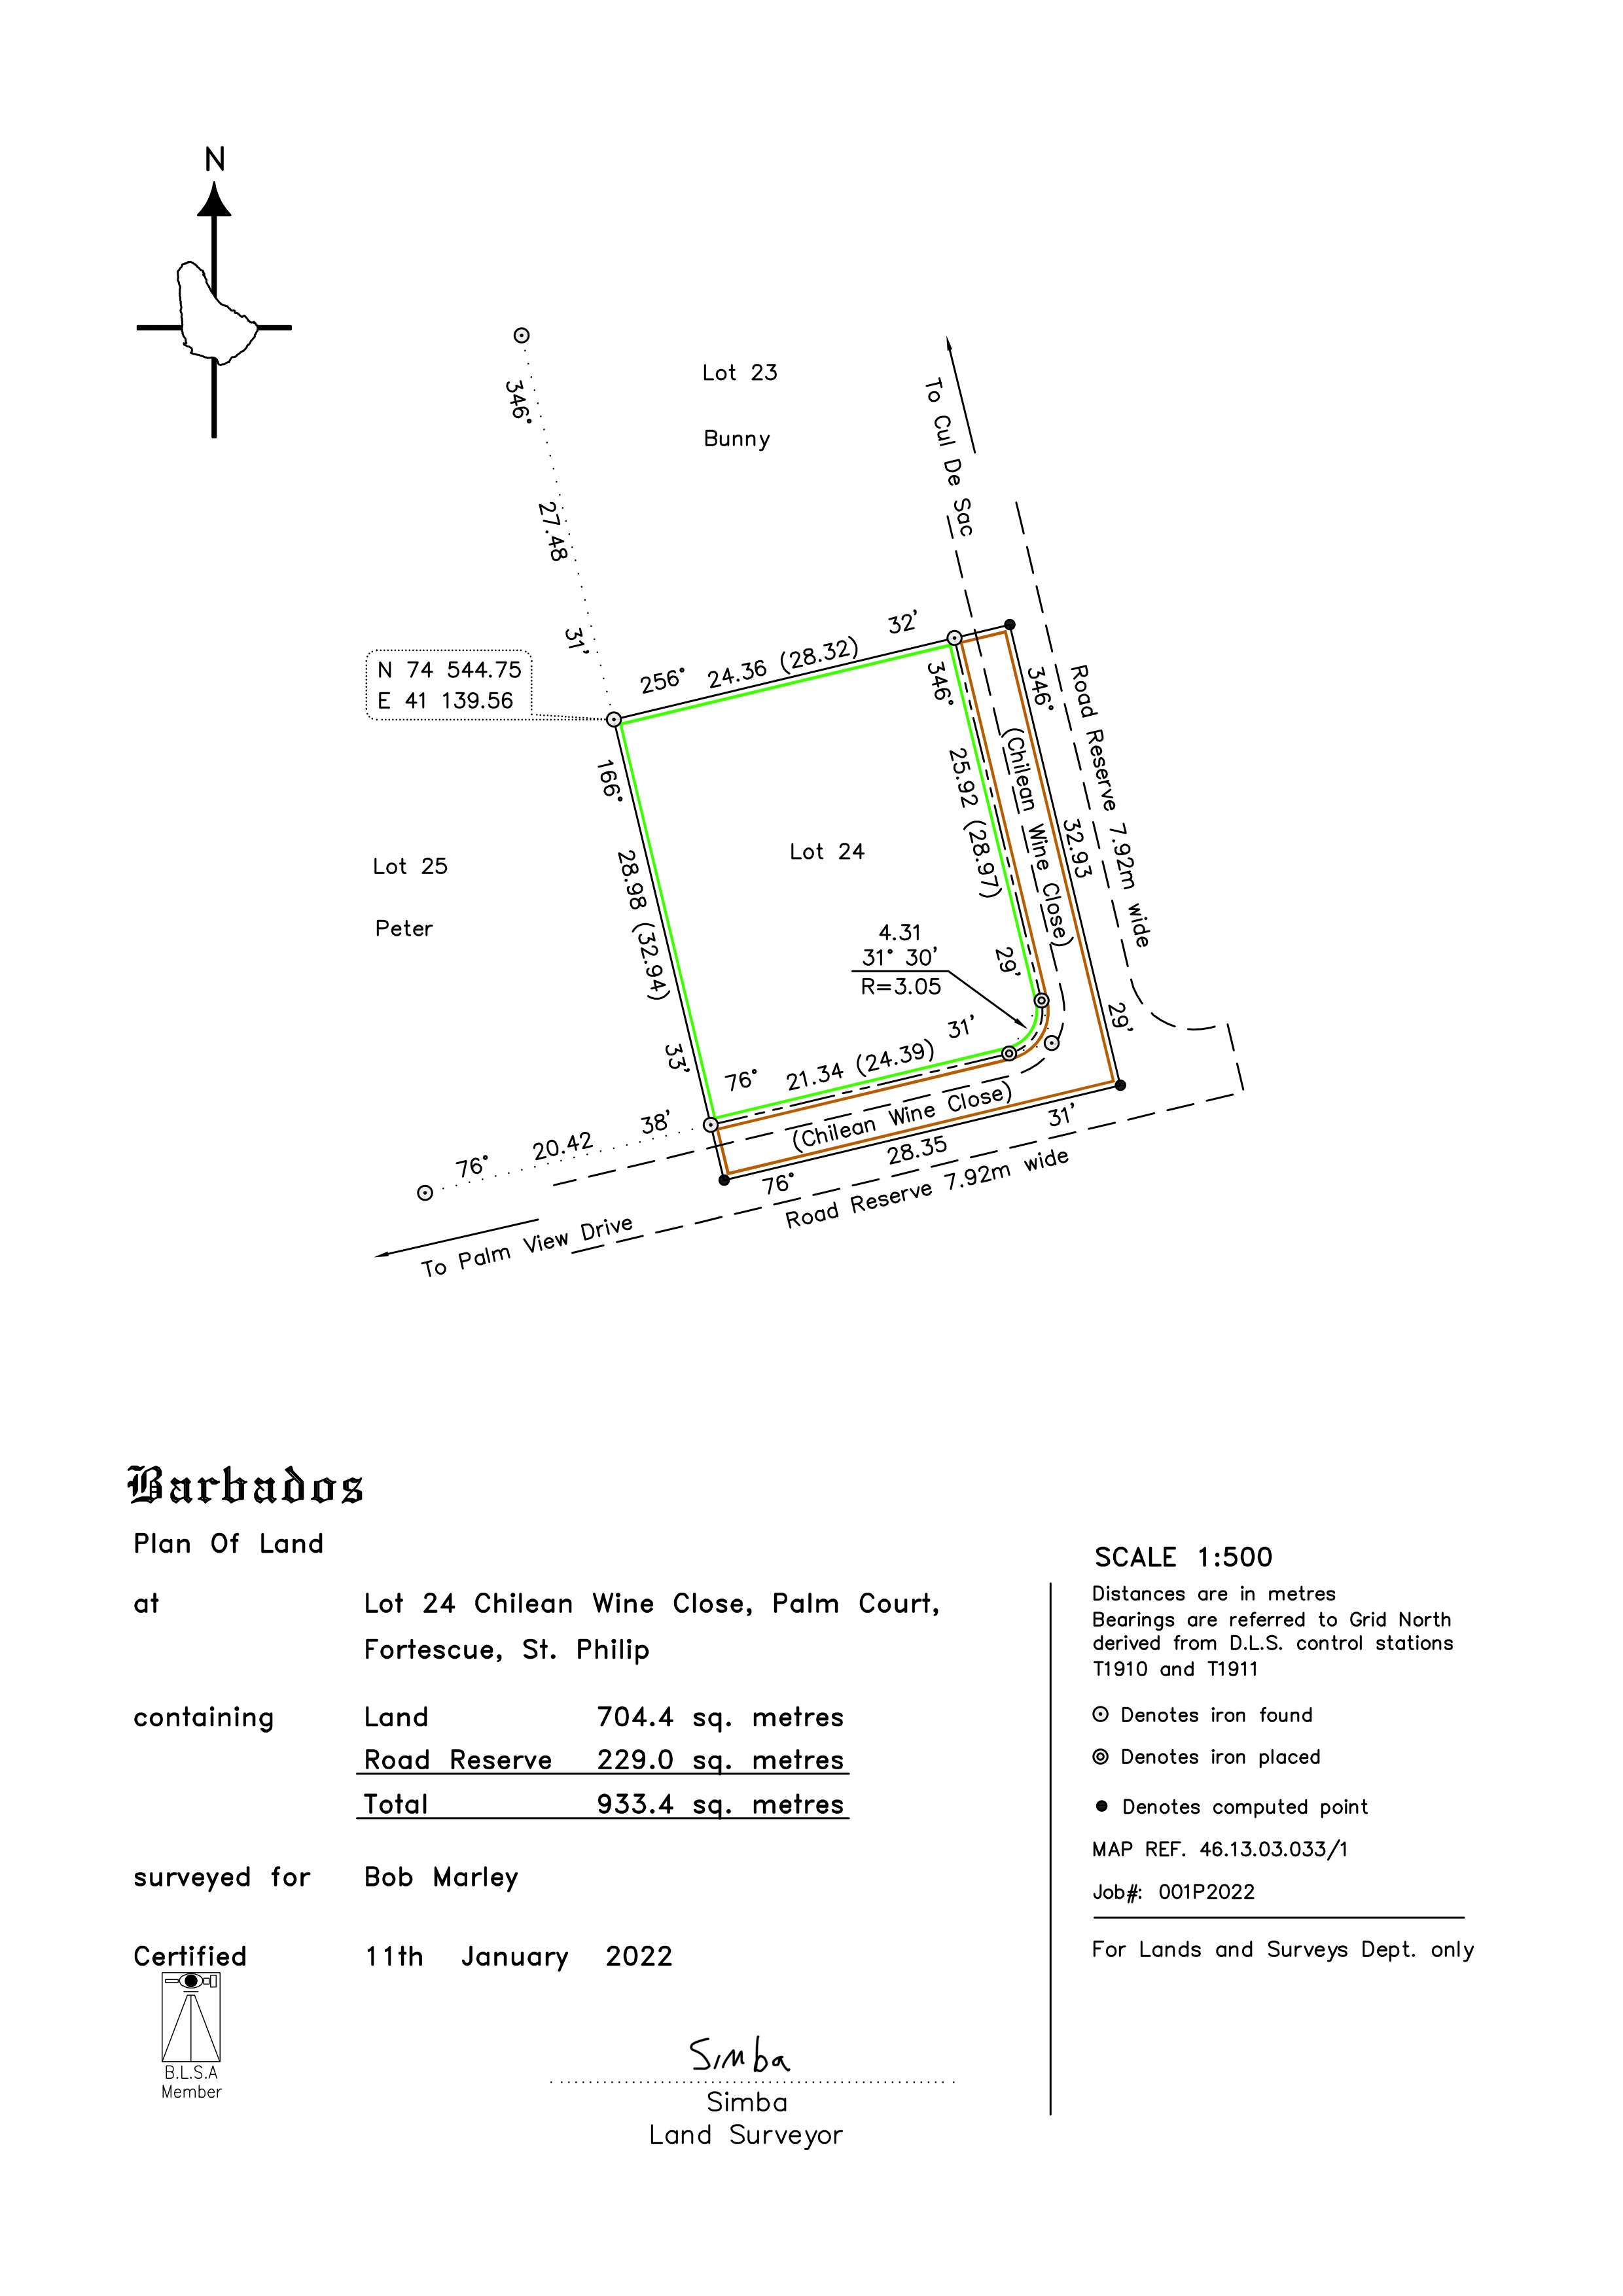 N
346°
27.48
31'
Lot 23
Bunny
To Cul De Sac
N 74 544.75
E 41 139.56
256°
24.36 (28.32)
32'
346°
25.92 (28.97)
29'
346°
32.93
29'
(Chilean Wine Close)
Road Reserve 7.92m wide
166°
28.98 (32.94)
33'
Lot 24
Lot 25
Peter
4.31
31° 30'
R=3.05
76°
21.34 (24.39)
31'
76°
20.42
38'
(Chilean Wine Close)
76°
28.35
31'
Road Reserve 7.92m wide
To Palm View Drive
Barbados
Plan Of Land
at Lot 24 Chilean Wine Close, Palm Court,
Fortescue, St. Philip
containing Land 704.4 sq. metres
Road Reserve 229.0 sq. metres
Total 933.4 sq. metres
surveyed for Bob Marley
Certified 11th January 2022
B.L.S.A
Member
Simba
Simba
Land Surveyor
SCALE 1:500
Distances are in metres
Bearings are referred to Grid North
derived from D.L.S. control stations
T1910 and T1911
Denotes iron found
Denotes iron placed
Denotes computed point
MAP REF. 46.13.03.033/1
Job#: 001P2022
For Lands and Surveys Dept. only